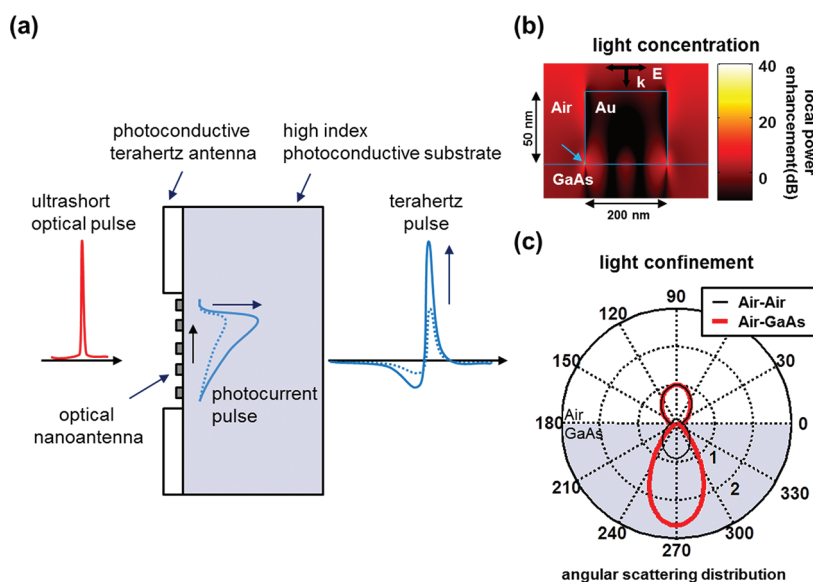 (a)
photoconductive
terahertz antenna
high index
photoconductive substrate
ultrashort
optical pulse
terahertz
pulse
photocurrent
pulse
optical
nanoantenna
(b)
light concentration
E
k
Air
Au
GaAs
50 nm
200 nm
40
20
0
local power
enhancement(dB)
(c)
light confinement
Air-Air
Air-GaAs
90
120
150
30
180
0
Air
GaAs
1
2
210
330
240
300
270
angular scattering distribution